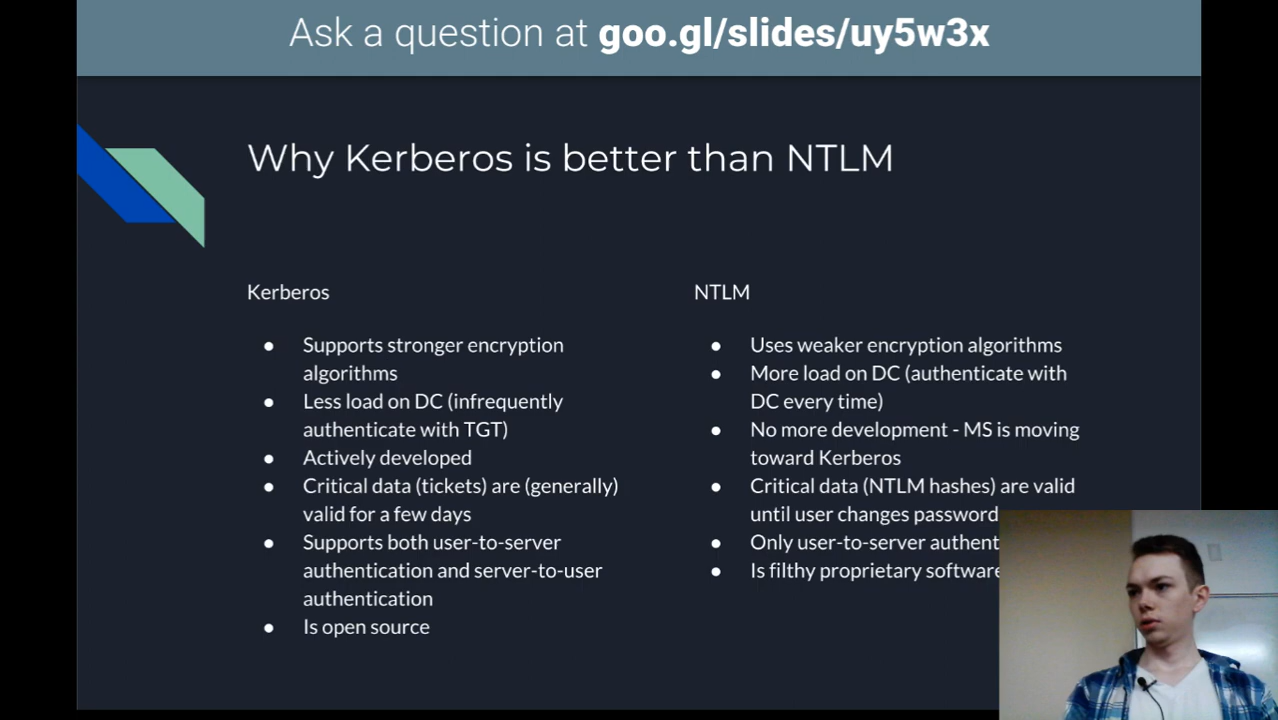 Ask a question at goo.gl/slides/uy5w3x
Why Kerberos is better than NTLM
Kerberos
● Supports stronger encryption
algorithms
● Less load on DC (infrequently
authenticate with TGT)
● Actively developed
● Critical data (tickets) are (generally)
valid for a few days
● Supports both user-to-server
authentication and server-to-user
authentication
● Is open source
NTLM
● Uses weaker encryption algorithms
● More load on DC (authenticate with
DC every time)
● No more development - MS is moving
toward Kerberos
● Critical data (NTLM hashes) are valid
until user changes password
● Only user-to-server
● Is filthy proprietary software